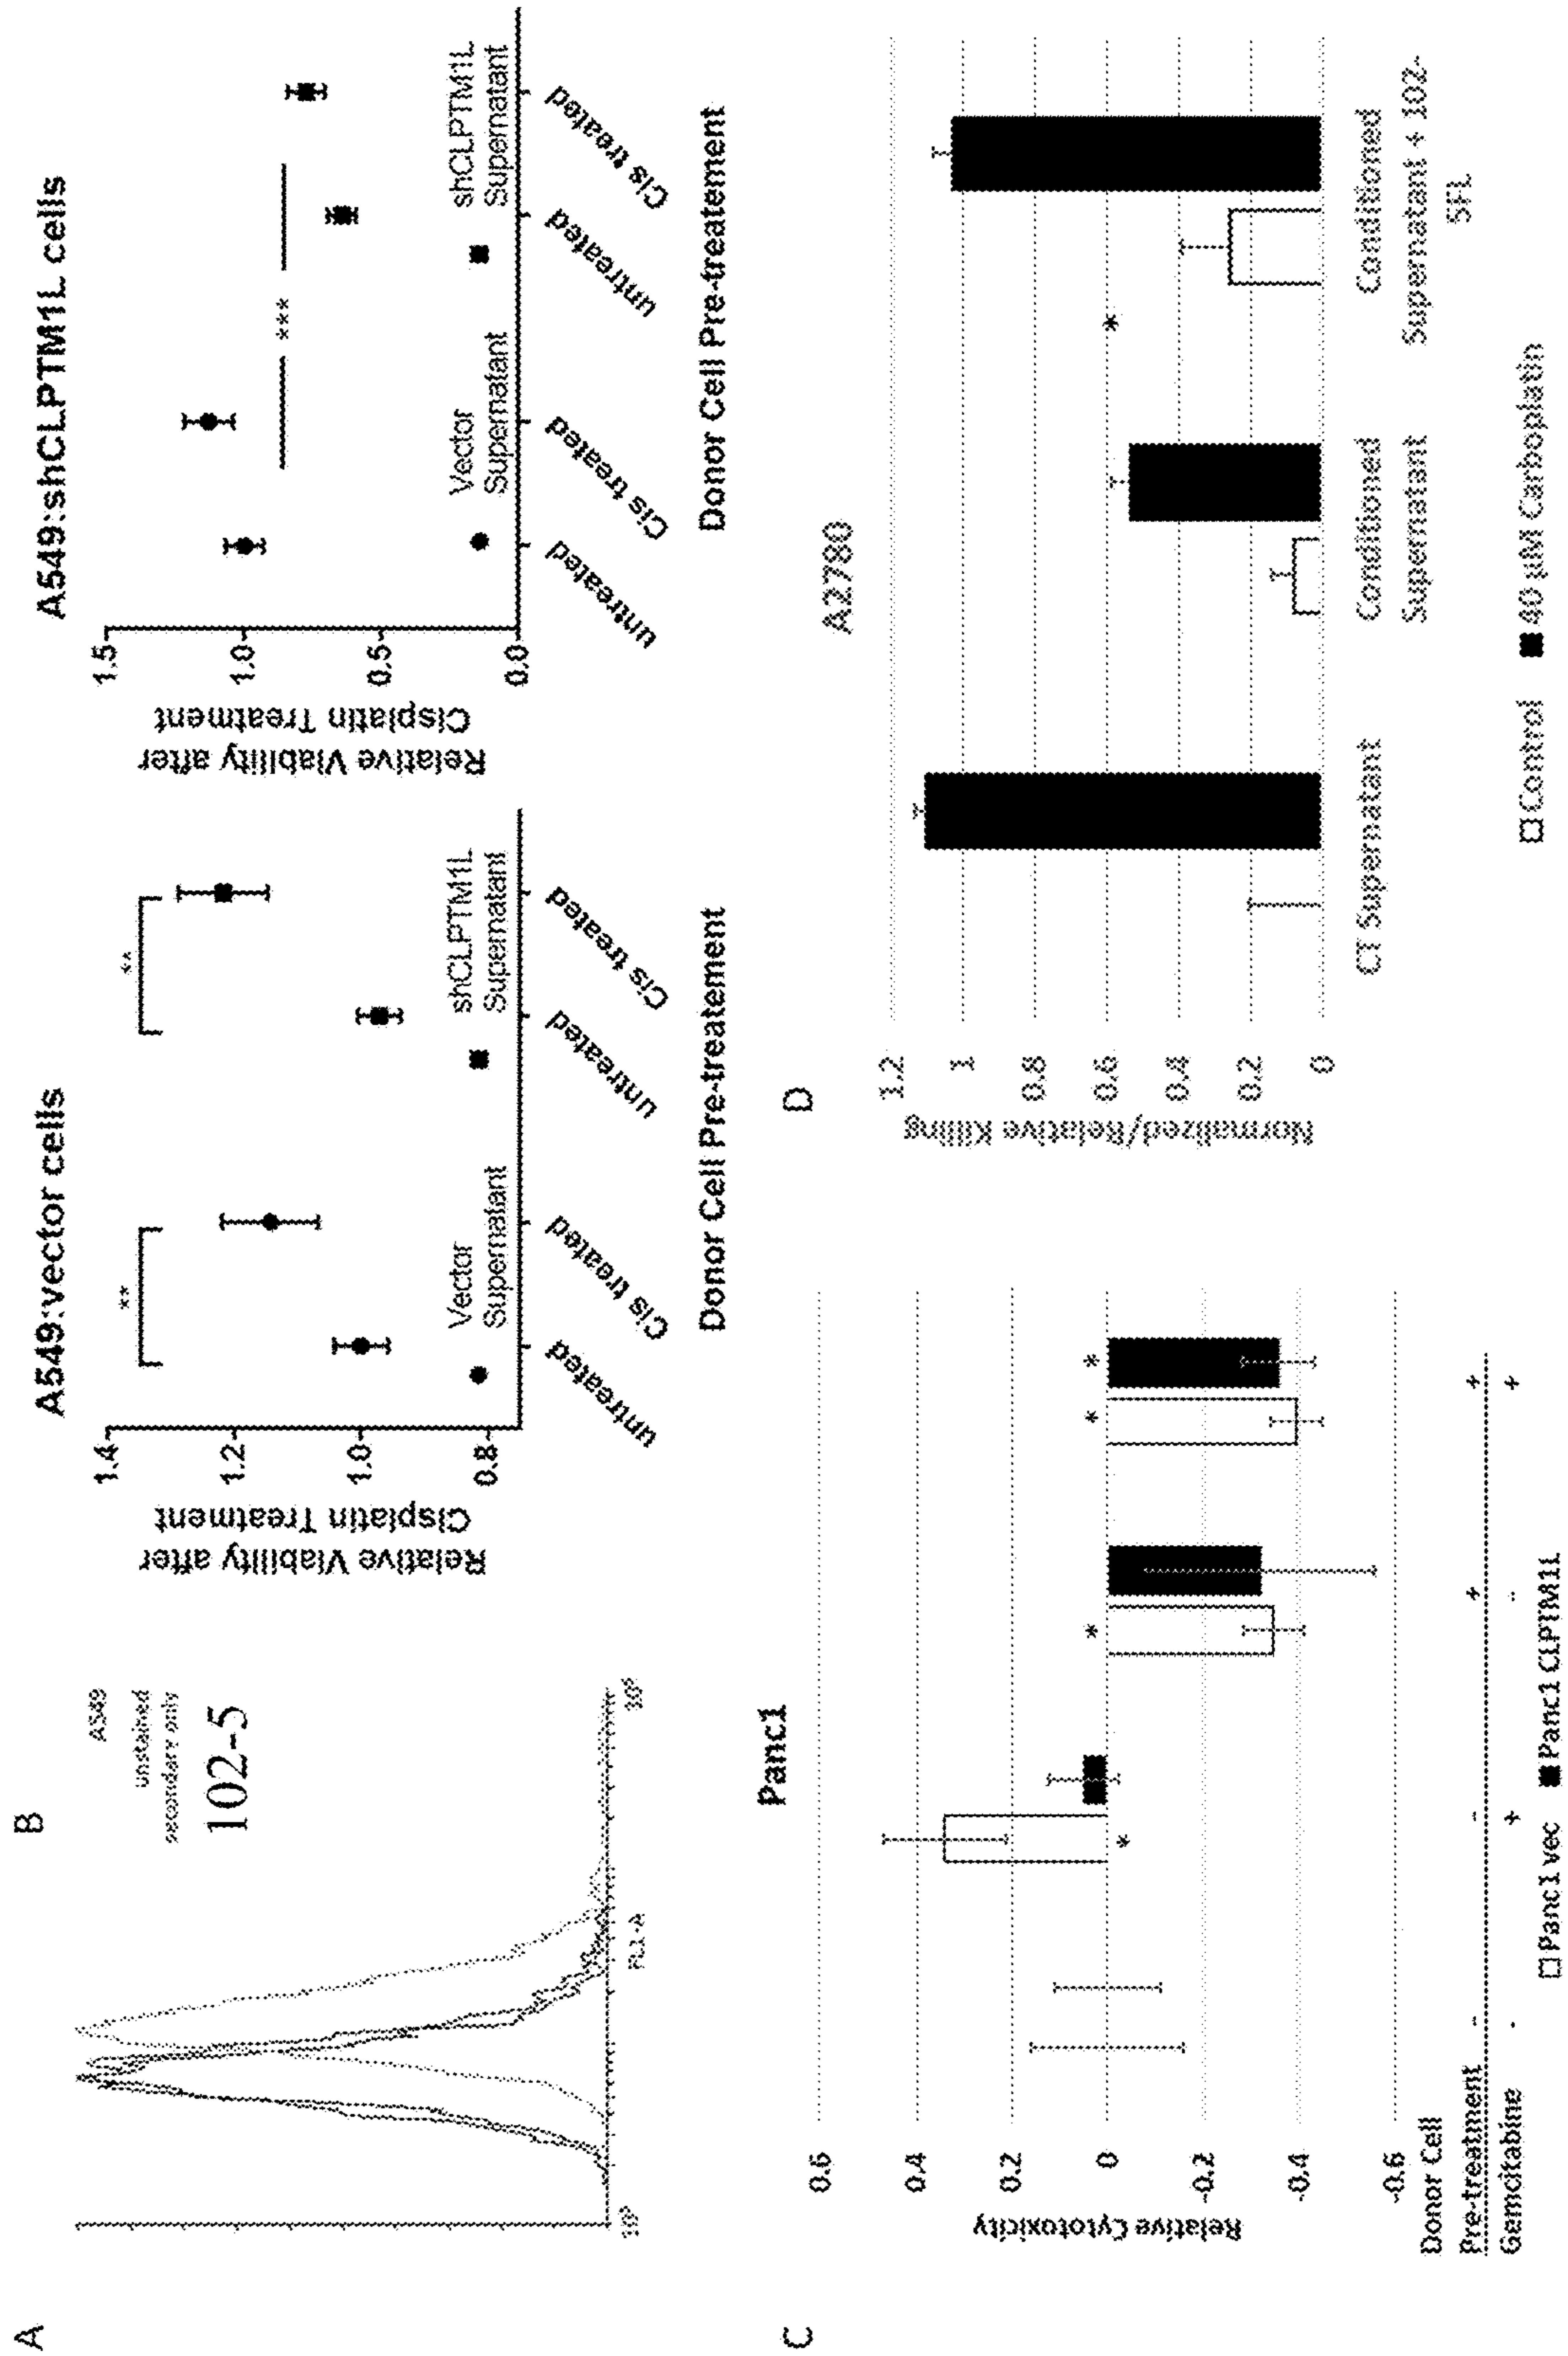 A
A549
unstained
secondary only
102-5
10⁰
FL1-A
B
A549:vector cells
**
**
1.4
1.2
1.0
0.8
Relative Viability after
Cisplatin Treatment
Vector
Supernatant
shCLPTM1L
Supernatant
untreated
Cis treated
untreated
Cis treated
Donor Cell Pre-treatement
A549:shCLPTM1L cells
***
1.5
1.0
0.5
0.0
Relative Viability after
Cisplatin Treatment
Vector
Supernatant
shCLPTM1L
Supernatant
untreated
Cis treated
untreated
Cis treated
Donor Cell Pre-treatement
C
Panc1
0.6
0.4
0.2
0
-0.2
-0.4
-0.6
Relative Cytotoxicity
*
*
*
*
Donor Cell
Pre-treatment - - + +
Gemcitabine - + - +
Panc1 vec Panc1 CLPTM1L
D
A2780
1.2
1
0.8
0.6
0.4
0.2
0
Normalized/Relative Killing
*
CT Supernatant
Conditioned
Supernatant
Conditioned
Supernatant + 102-
5FL
Control 40 µM Carboplatin